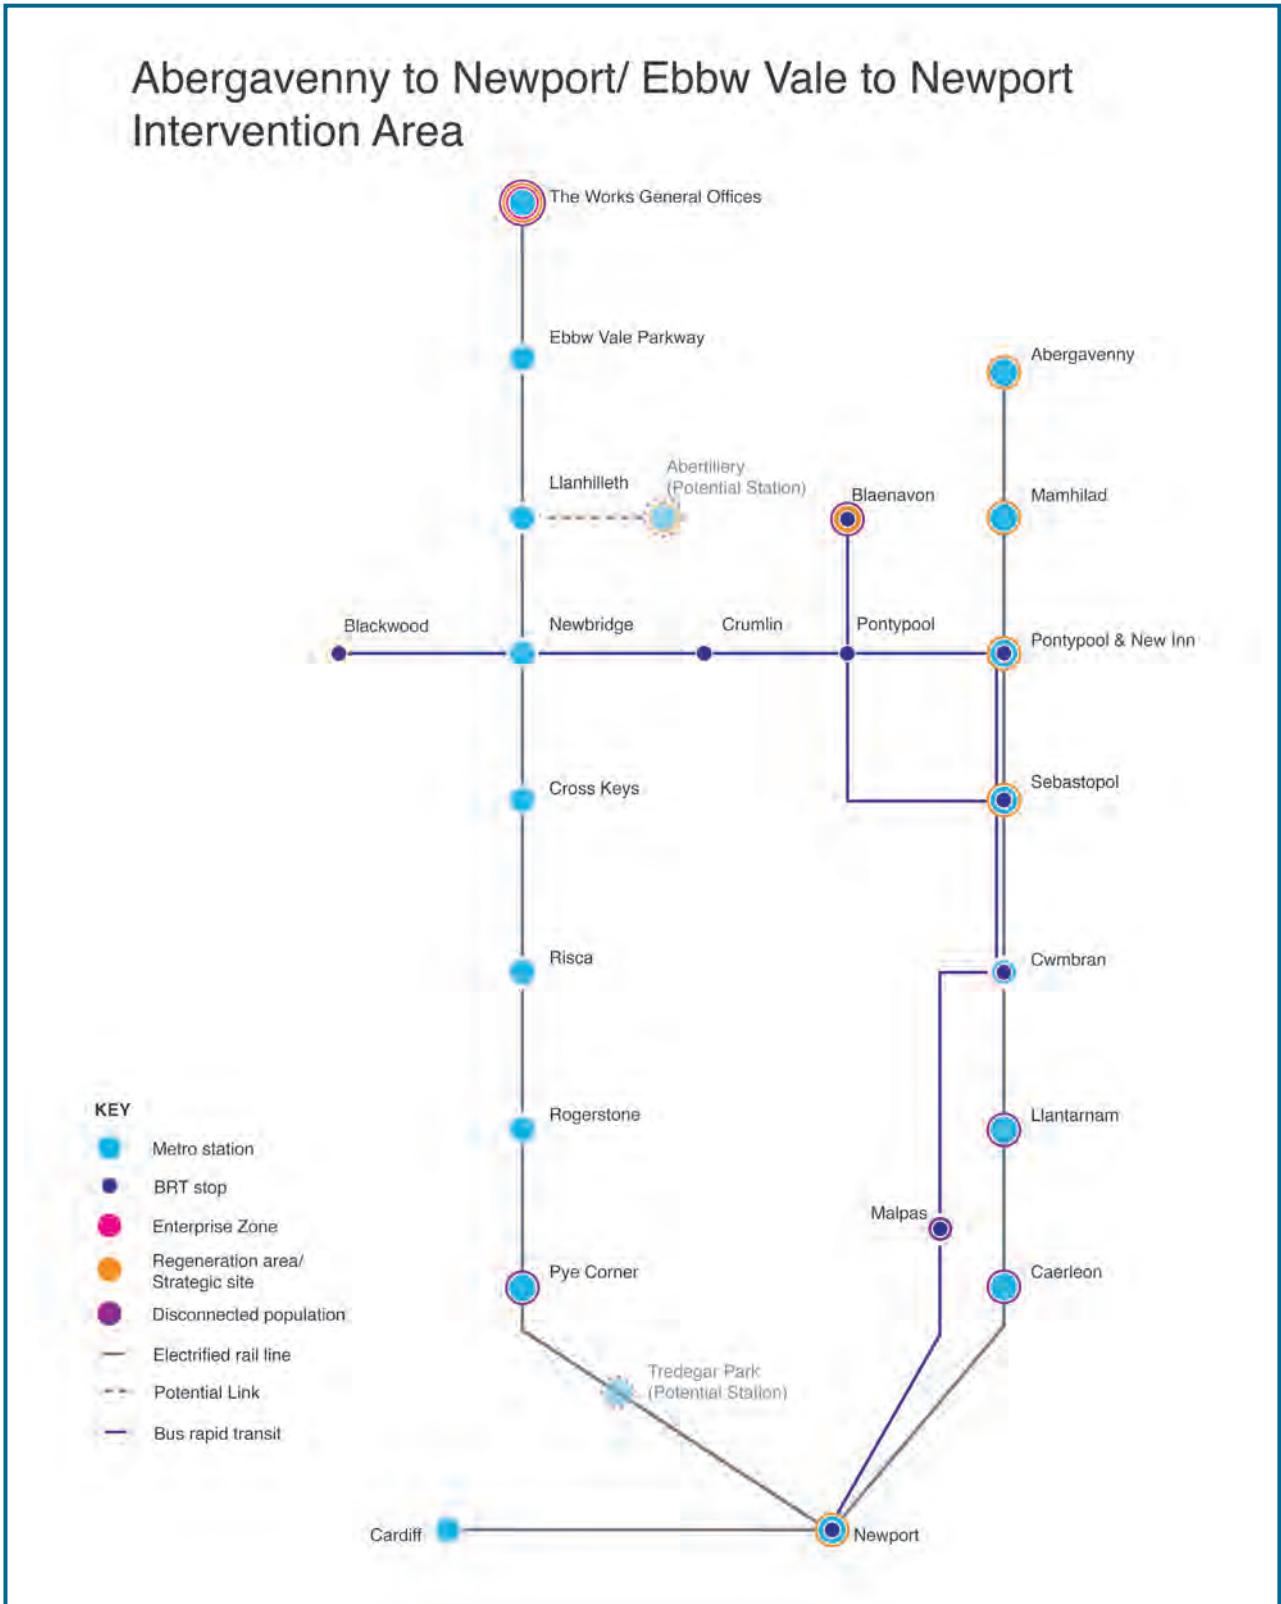 Abergavenny to Newport/ Ebbw Vale to Newport
Intervention Area
The Works General Offices
Ebbw Vale Parkway
Abergavenny
Llanhilleth
Abertillery
(Potential Station)
Blaenavon
Mamhilad
Blackwood
Newbridge
Crumlin
Pontypool
Pontypool & New Inn
Cross Keys
Sebastopol
Risca
Cwmbran
Rogerstone
Llantarnam
Malpas
Pye Corner
Caerleon
Tredegar Park
(Potential Station)
Cardiff
Newport
KEY
Metro station
BRT stop
Enterprise Zone
Regeneration area/
Strategic site
Disconnected population
Electrified rail line
Potential Link
Bus rapid transit